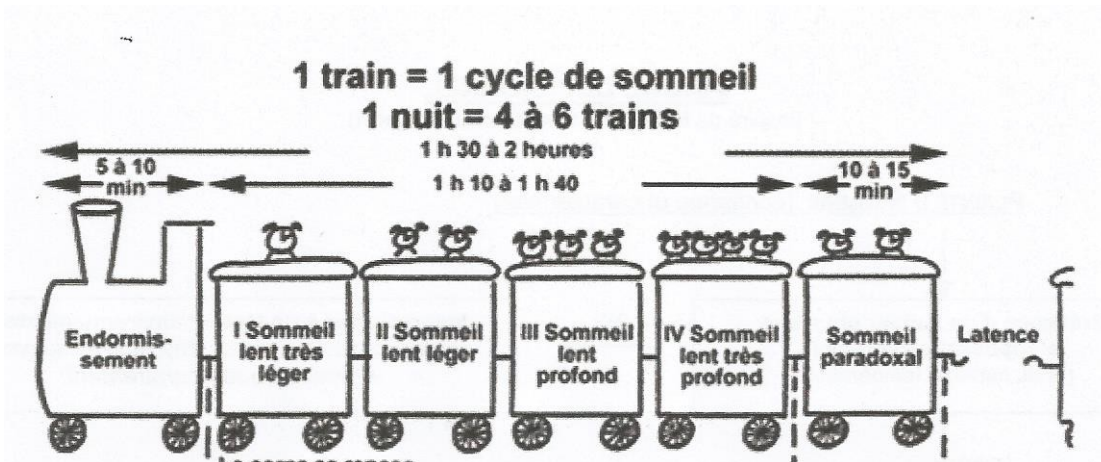 1 train = 1 cycle de sommeil
1 nuit = 4 à 6 trains
1 h 30 à 2 heures
5 à 10
min
1 h 10 à 1 h 40
10 à 15
min
Endormis-
sement
I Sommeil
lent très
léger
II Sommeil
lent léger
III Sommeil
lent
profond
IV Sommeil
lent très
profond
Sommeil
paradoxal
Latence